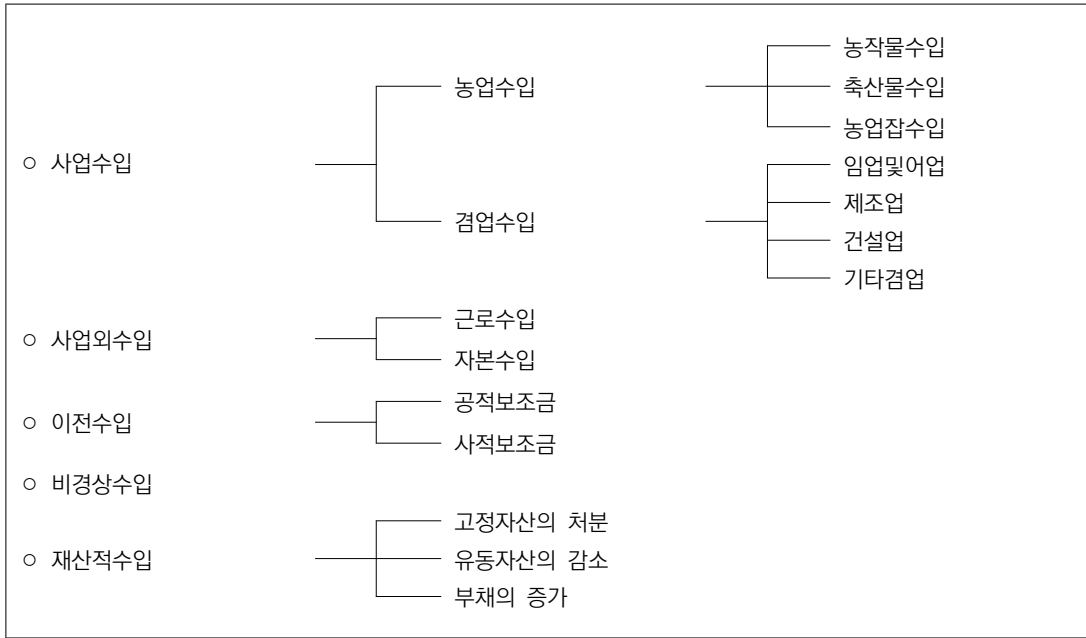 농작물수입
농업수입
축산물수입
농업잡수입
○ 사업수입
임업및어업
제조업
겸업수입
건설업
기타겸업
근로수입
○ 사업외수입
자본수입
공적보조금
○ 이전수입
사적보조금
○ 비경상수입
고정자산의 처분
○ 재산적수입
유동자산의 감소
부채의 증가